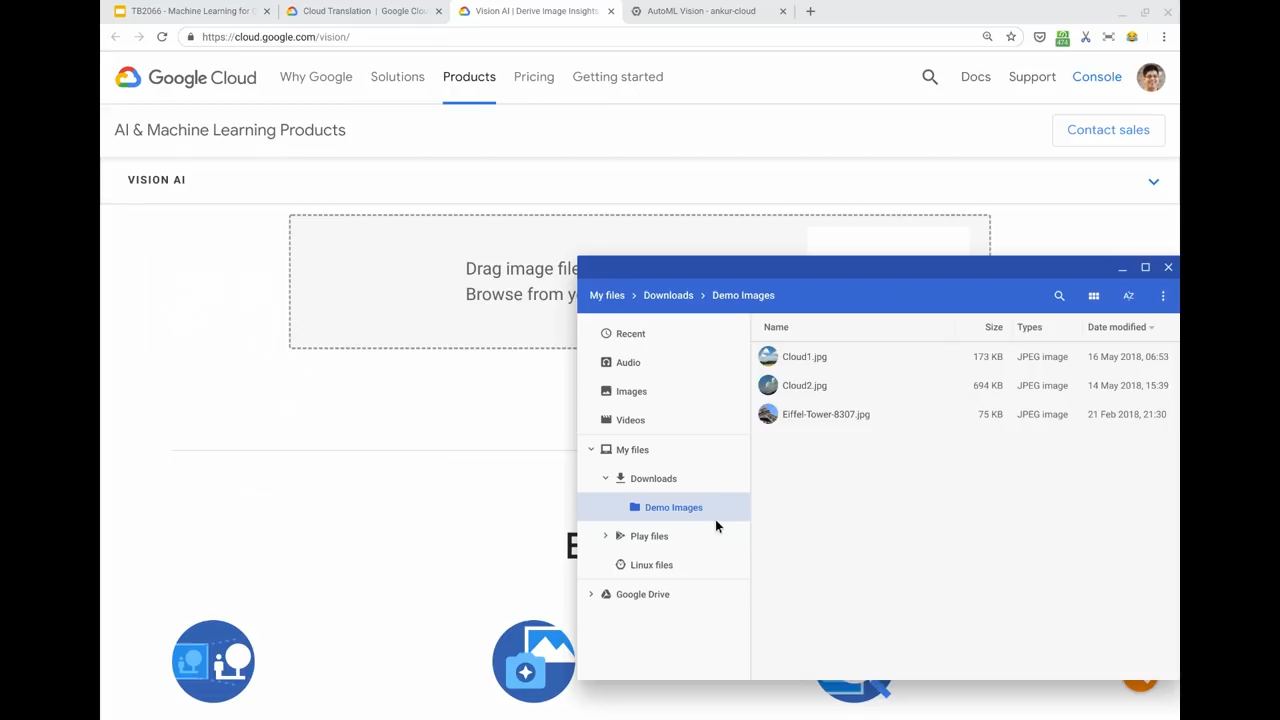 TB2066 - Machine Learning for
Cloud Translation | Google Clou
Vision AI | Derive Image Insights
AutoML Vision - ankur-cloud
https://cloud.google.com/vision/
474
Google Cloud
Why Google
Solutions
Products
Pricing
Getting started
Docs
Support
Console
AI & Machine Learning Products
Contact sales
VISION AI
Drag image file
Browse from y
My files > Downloads > Demo Images
AZ
Recent
Audio
Images
Videos
My files
Downloads
Demo Images
Play files
Linux files
Google Drive
Name Size Types Date modified
Cloud1.jpg 173 KB JPEG image 16 May 2018, 06:53
Cloud2.jpg 694 KB JPEG image 14 May 2018, 15:39
Eiffel-Tower-8307.jpg 75 KB JPEG image 21 Feb 2018, 21:30